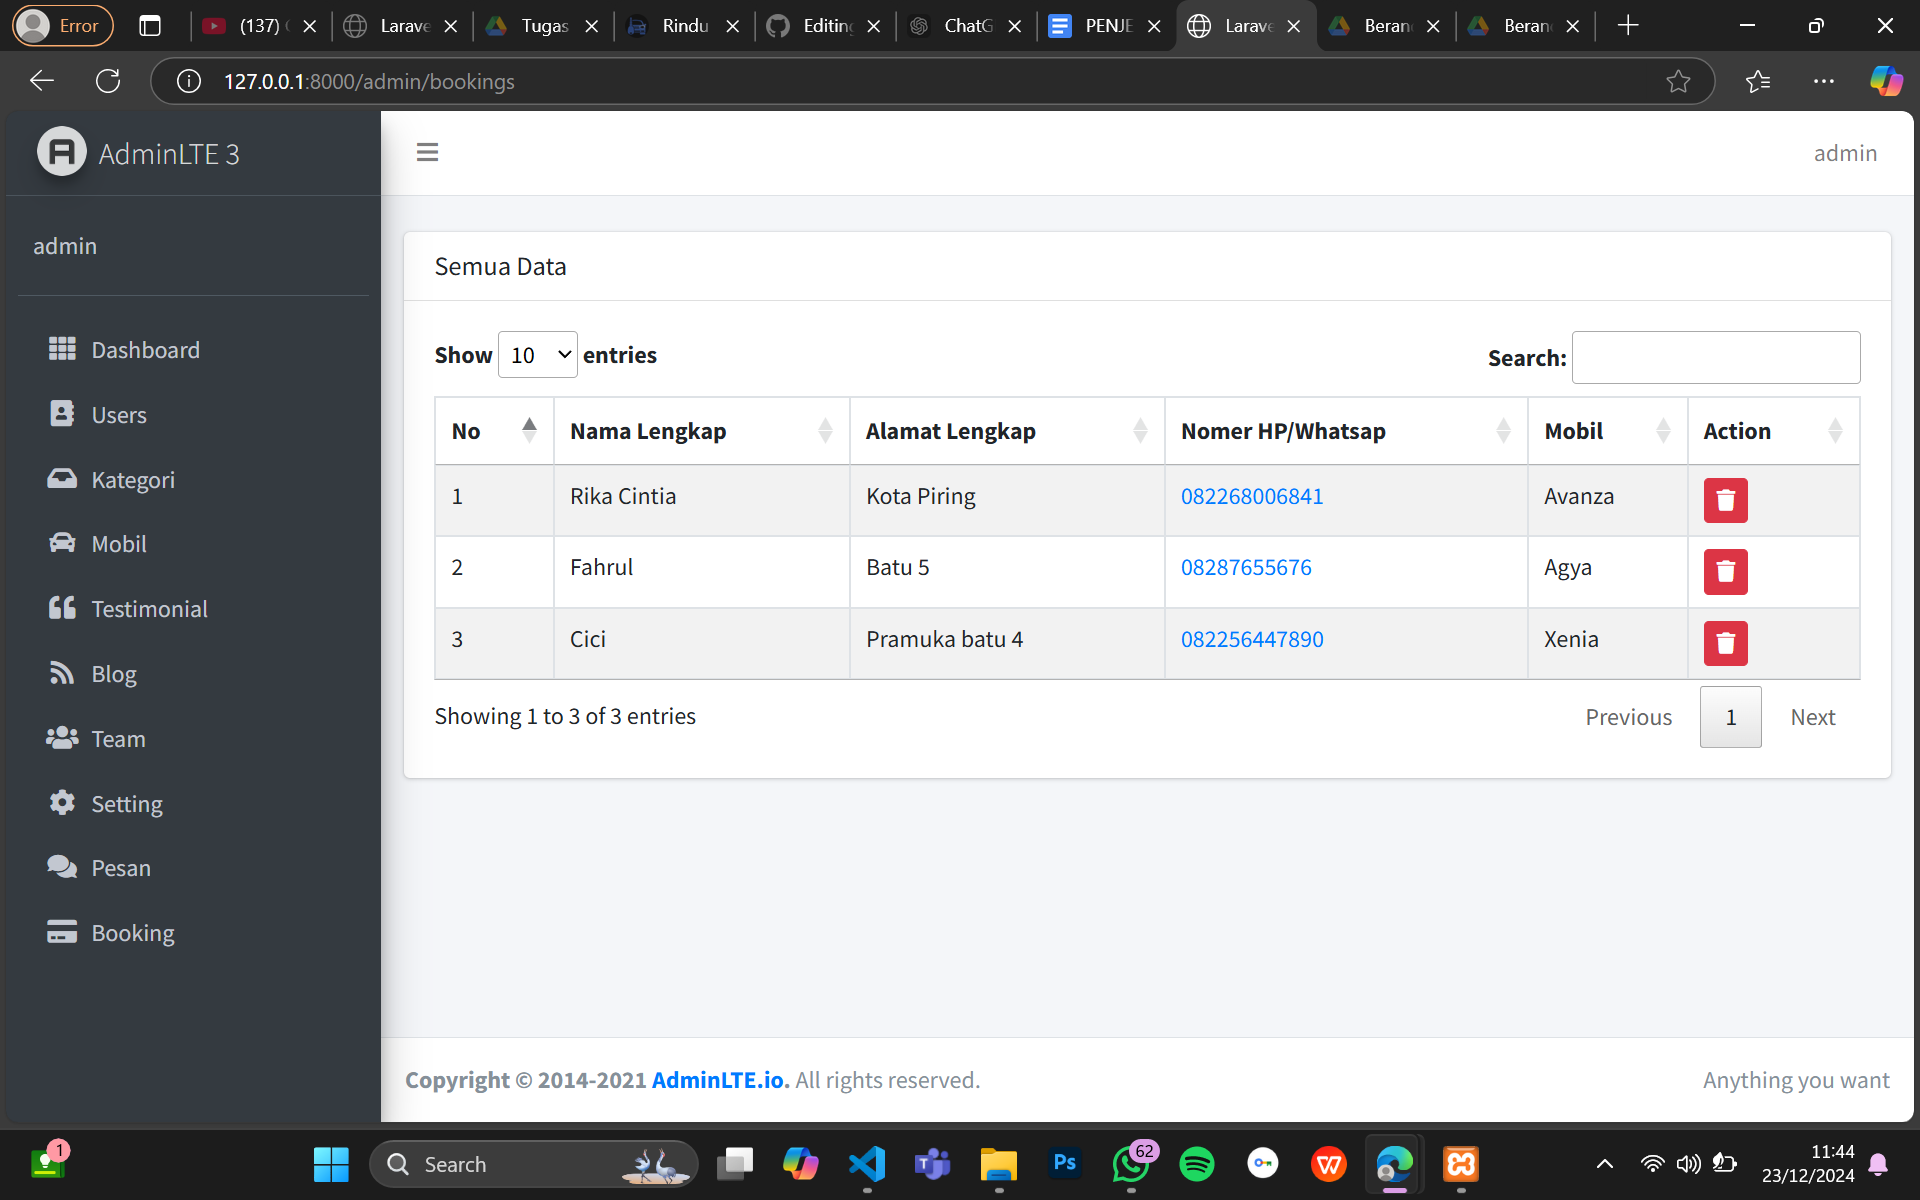 Error
(137)
Larave
Tugas
Rindu
Editing
ChatG
PENJE
Larave
Beran
Beran
127.0.0.1:8000/admin/bookings
AdminLTE 3
admin
admin
Dashboard
Users
Kategori
Mobil
Testimonial
Blog
Team
Setting
Pesan
Booking
Semua Data
Show 10 entries
Search:
No Nama Lengkap Alamat Lengkap Nomer HP/Whatsap Mobil Action
1 Rika Cintia Kota Piring 082268006841 Avanza
2 Fahrul Batu 5 08287655676 Agya
3 Cici Pramuka batu 4 082256447890 Xenia
Showing 1 to 3 of 3 entries
Previous 1 Next
Copyright © 2014-2021 AdminLTE.io. All rights reserved.
Anything you want
1
Search
Ps
62
11:44
23/12/2024